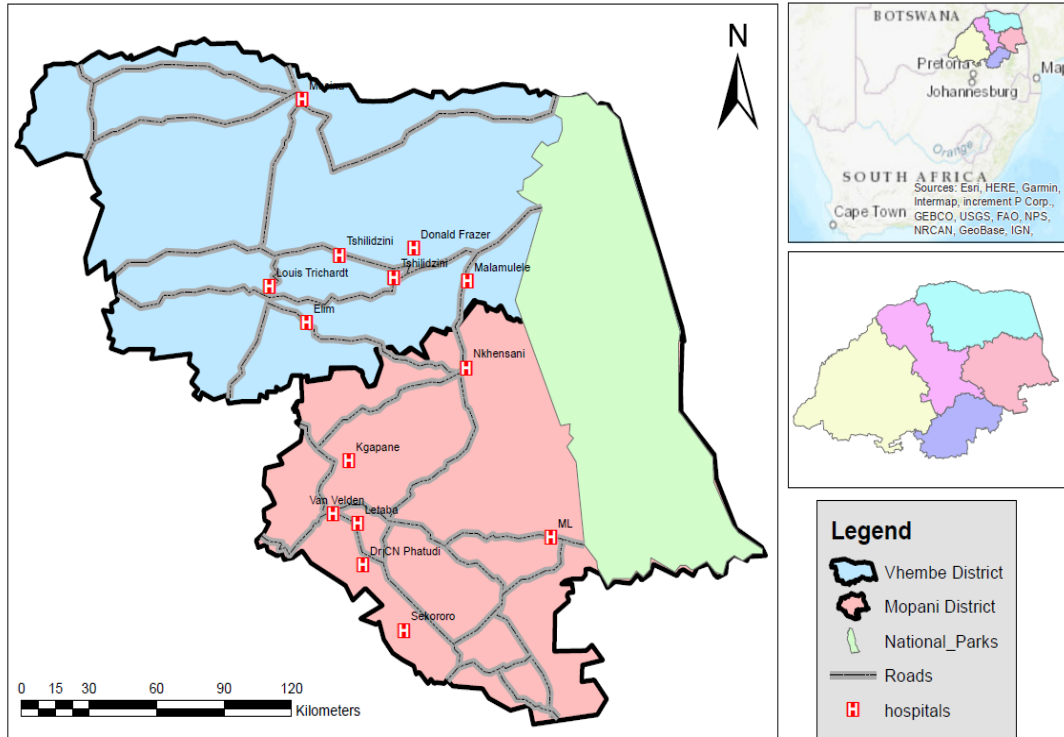 N
Donald Frazer
Tshilidzini
Tshilidzini
Louis Trichardt
Malamulele
Elim
Nkhensani
Kgapane
Van Velden
Letaba
ML
Dr CN Phatudi
Sekororo
0 15 30 60 90 120
Kilometers
BOTSWANA
Pretoria
Map
Johannesburg
Orange
SOUTH AFRICA
Cape Town
Sources: Esri, HERE, Garmin,
Intermap, increment P Corp.,
GEBCO, USGS, FAO, NPS,
NRCAN, GeoBase, IGN,
Legend
Vhembe District
Mopani District
National_Parks
Roads
H hospitals